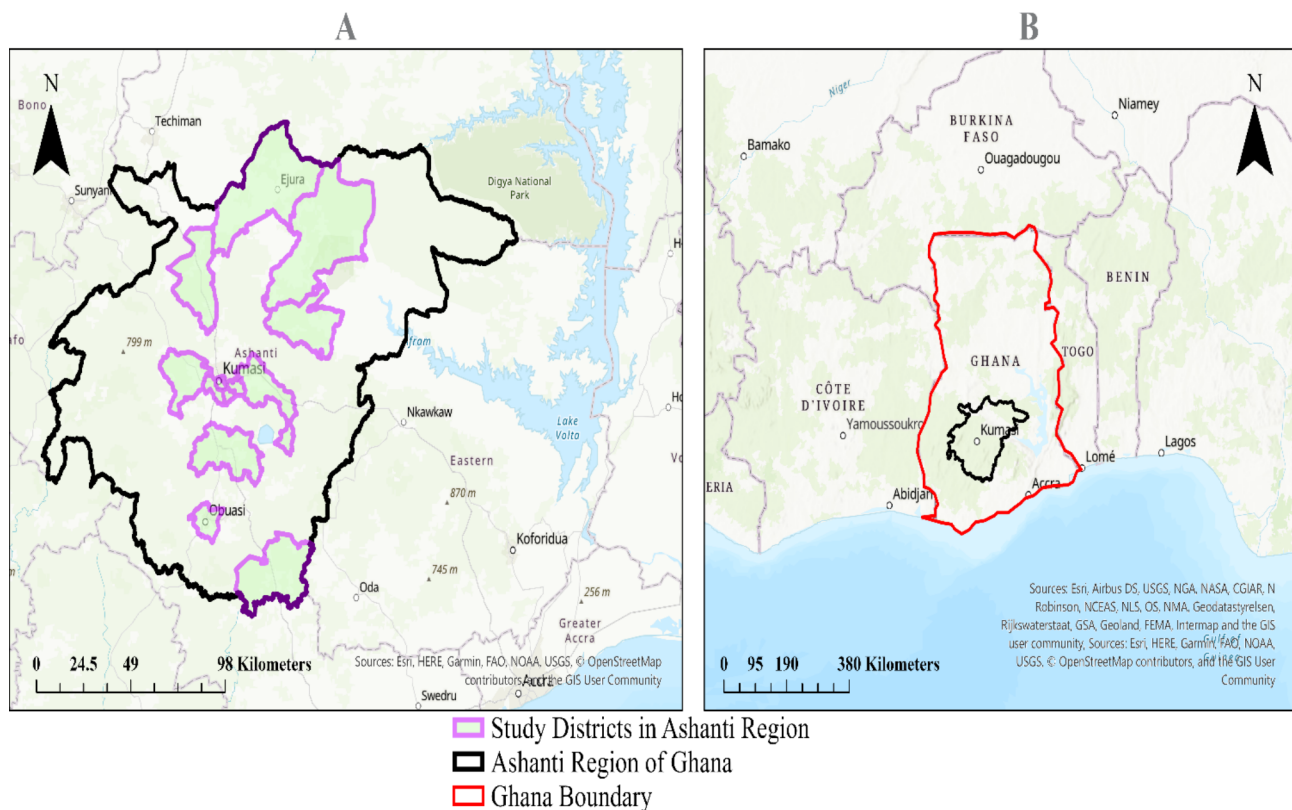 A
B
N
Bono
Techiman
Sunyani
Ejura
Digya National
Park
799 m
Ashanti
Kumasi
Nkawkaw
Lake
Volta
Eastern
870 m
Obuasi
Koforidua
745 m
Oda
256 m
Greater
Accra
0 24.5 49 98 Kilometers
Sources: Esri, HERE, Garmin, FAO, NOAA, USGS, © OpenStreetMap
contributors, and the GIS User Community
Accra
Swedru
N
Niger
Niamey
Bamako
BURKINA
FASO
Ouagadougou
BENIN
GHANA
TOGO
CÔTE
D'IVOIRE
Yamoussoukro
Kumasi
Lagos
Lomé
ERIA
Abidjan
Accra
Sources: Esri, Airbus DS, USGS, NGA, NASA, CGIAR, N
Robinson, NCEAS, NLS, OS, NMA, Geodatastyrelsen,
Rijkswaterstaat, GSA, Geoland, FEMA, Intermap and the GIS
user community, Sources: Esri, HERE, Garmin, FAO, NOAA,
USGS, © OpenStreetMap contributors, and the GIS User
Community
Gulf of
0 95 190 380 Kilometers
Study Districts in Ashanti Region
Ashanti Region of Ghana
Ghana Boundary